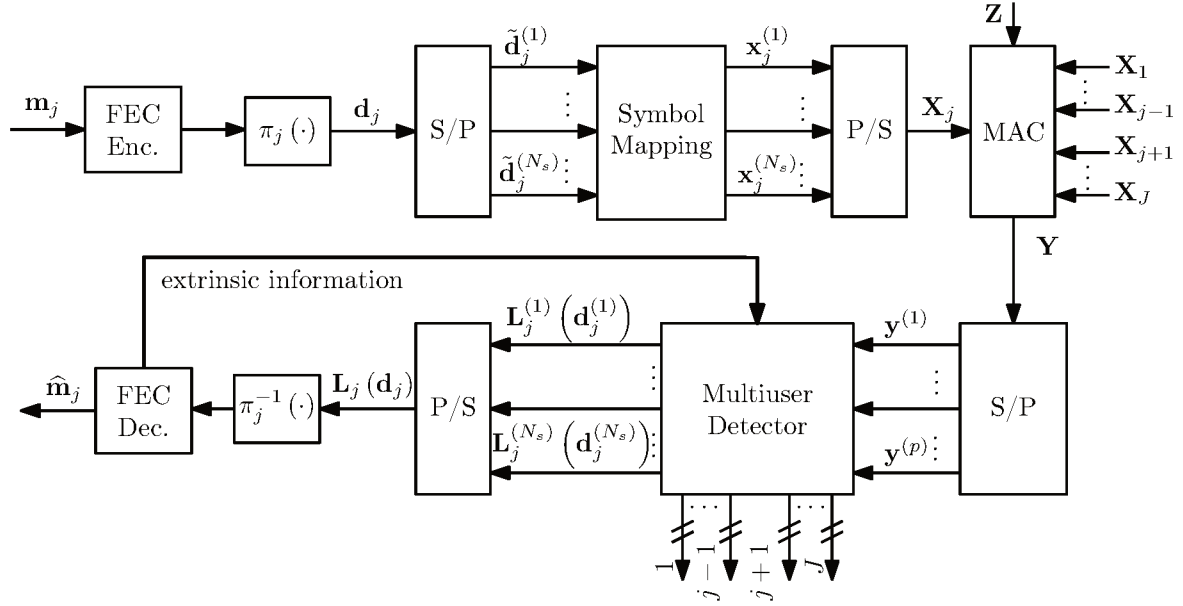 m_j
FEC Enc.
π_j (·)
d_j
S/P
d̃_j^{(1)}
d̃_j^{(N_s)}
Symbol Mapping
x_j^{(1)}
x_j^{(N_s)}
P/S
X_j
Z
MAC
X_1
X_{j−1}
X_{j+1}
X_J
Y
extrinsic information
m̂_j
FEC Dec.
π_j^{−1} (·)
L_j (d_j)
P/S
L_j^{(1)} (d_j^{(1)})
L_j^{(N_s)} (d_j^{(N_s)})
Multiuser Detector
y^{(1)}
y^{(p)}
S/P
1
j − 1
j + 1
J